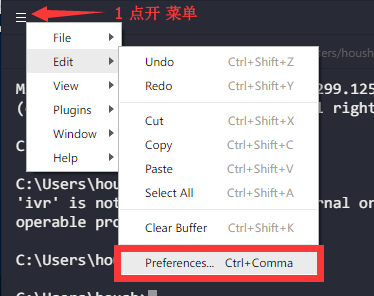 1 点开 菜单
File
Edit
View
Plugins
Window
Help
Undo Ctrl+Shift+Z
Redo Ctrl+Shift+Y
Cut Ctrl+Shift+X
Copy Ctrl+Shift+C
Paste Ctrl+Shift+V
Select All Ctrl+Shift+A
Clear Buffer Ctrl+Shift+K
Preferences... Ctrl+Comma
ers/housh
299.125
(
l right
C
C:\Users\hou
'ivr' is not
rnal or
operable pro
C:\Users\hou
C:\Users\housh>